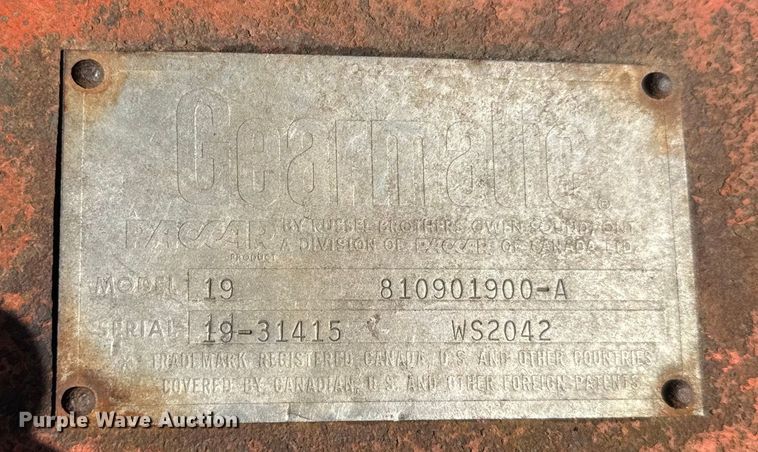 Gearmatic ®
PACCAR BY RUSSEL BROTHERS OWEN SOUND, ONT.
PRODUCT A DIVISION OF PACCAR OF CANADA LTD.
MODEL 19 810901900-A
SERIAL 19-31415 WS2042
TRADEMARK REGISTERED CANADA, U.S. AND OTHER COUNTRIES
COVERED BY CANADIAN, U.S. AND OTHER FOREIGN PATENTS
Purple Wave Auction